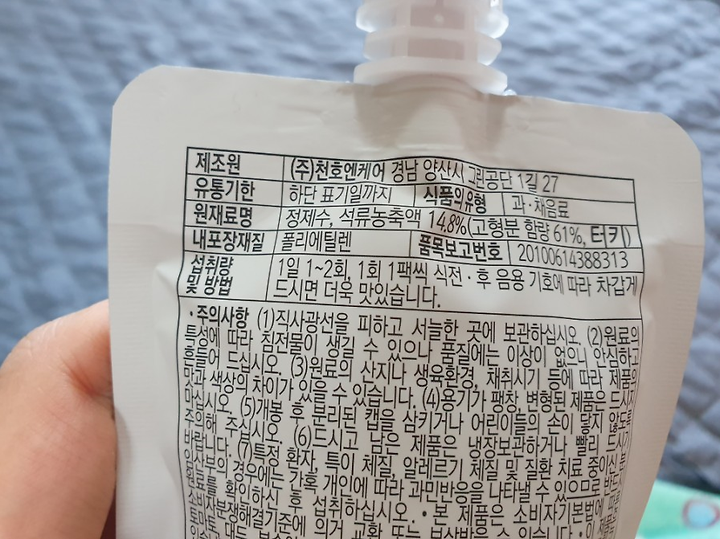 제조원 (주)천호엔케어 경남 양산시 그린공단 1길 27
유통기한 하단 표기일까지 식품의유형 과·채음료
원재료명 정제수, 석류농축액 14.8%(고형분 함량 61%, 터키)
내포장재질 폴리에틸렌 품목보고번호 20100614388313
섭취량 및 방법 1일 1~2회, 1회 1팩씩 식전·후 음용 기호에 따라 차갑게
드시면 더욱 맛있습니다.
·주의사항 (1)직사광선을 피하고 서늘한 곳에 보관하십시오. (2)원료의
특성에 따라 침전물이 생길 수 있으나 품질에는 이상이 없으니 안심하고
흔들어 드십시오. (3)원료의 산지나 생육환경, 채취시기 등에 따라 제품의
맛과 색상의 차이가 있을 수 있습니다. (4)용기가 팽창, 변형된 제품은 드시지
마십시오. (5)개봉 후 분리된 캡을 삼키거나 어린이들의 손이 닿지 않도록
주의해 주십시오. (6)드시고 남은 제품은 냉장보관하거나 빨리 드시기
바랍니다. (7)특정 환자, 특이 체질, 알레르기 체질 및 질환 치료 중이신 분,
임산부의 경우에는 간혹 개인에 따라 과민반응을 나타낼 수 있으므로 반드시
원료를 확인하시 후 섭취하십시오. ·본 제품은 소비자기본법에
소비자분쟁해결기준에 의거 교환 또는 보상받을 수 있습니다.
토마토, 대두,